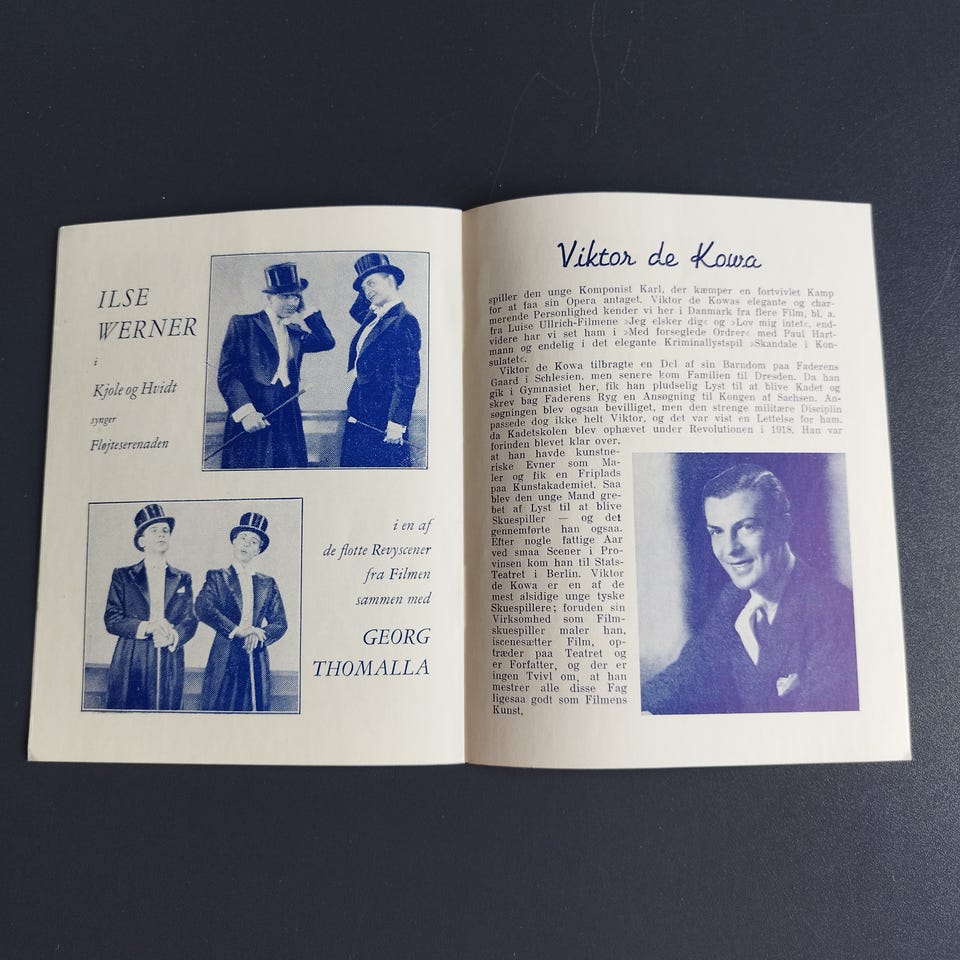 ILSE
WERNER
i
Kjole og Hvidt
synger
Fløjteserenaden
i en af
de flotte Revyscener
fra Filmen
sammen med
GEORG
THOMALLA
Viktor de Kowa
spiller den unge Komponist Karl, der kæmper en fortvivlet Kamp
for at faa sin Opera antaget. Viktor de Kowas elegante og char-
merende Personlighed kender vi her i Danmark fra flere Film, bl. a.
fra Luise Ullrich-Filmene »Jeg elsker dig« og »Lov mig intet«, end-
videre har vi set ham i »Med forseglede Ordrer« med Paul Hart-
mann og endelig i det elegante Kriminallystspil »Skandale i Kon-
sulatet«.
Viktor de Kowa tilbragte en Del af sin Barndom paa Faderens
Gaard i Schlesien, men senere kom Familien til Dresden. Da han
gik i Gymnasiet her, fik han pludselig Lyst til at blive Kadet og
skrev bag Faderens Ryg en Ansøgning til Kongen af Sachsen. An-
søgningen blev ogsaa bevilliget, men den strenge militære Disciplin
passede dog ikke helt Viktor, og det var vist en Lettelse for ham,
da Kadetskolen blev ophævet under Revolutionen i 1918. Han var
forinden blevet klar over,
at han havde kunstne-
riske Evner som Ma-
ler og fik en Friplads
paa Kunstakademiet. Saa
blev den unge Mand gre-
bet af Lyst til at blive
Skuespiller — og det
gennemførte han ogsaa.
Efter nogle fattige Aar
ved smaa Scener i Pro-
vinsen kom han til Stats-
Teatret i Berlin. Viktor
de Kowa er en af de
mest alsidige unge tyske
Skuespillere; foruden sin
Virksomhed som Film-
skuespiller maler han,
iscenesætter Film, op-
træder paa Teatret og
er Forfatter, og der er
ingen Tvivl om, at han
mestrer alle disse Fag
ligesaa godt som Filmens
Kunst.